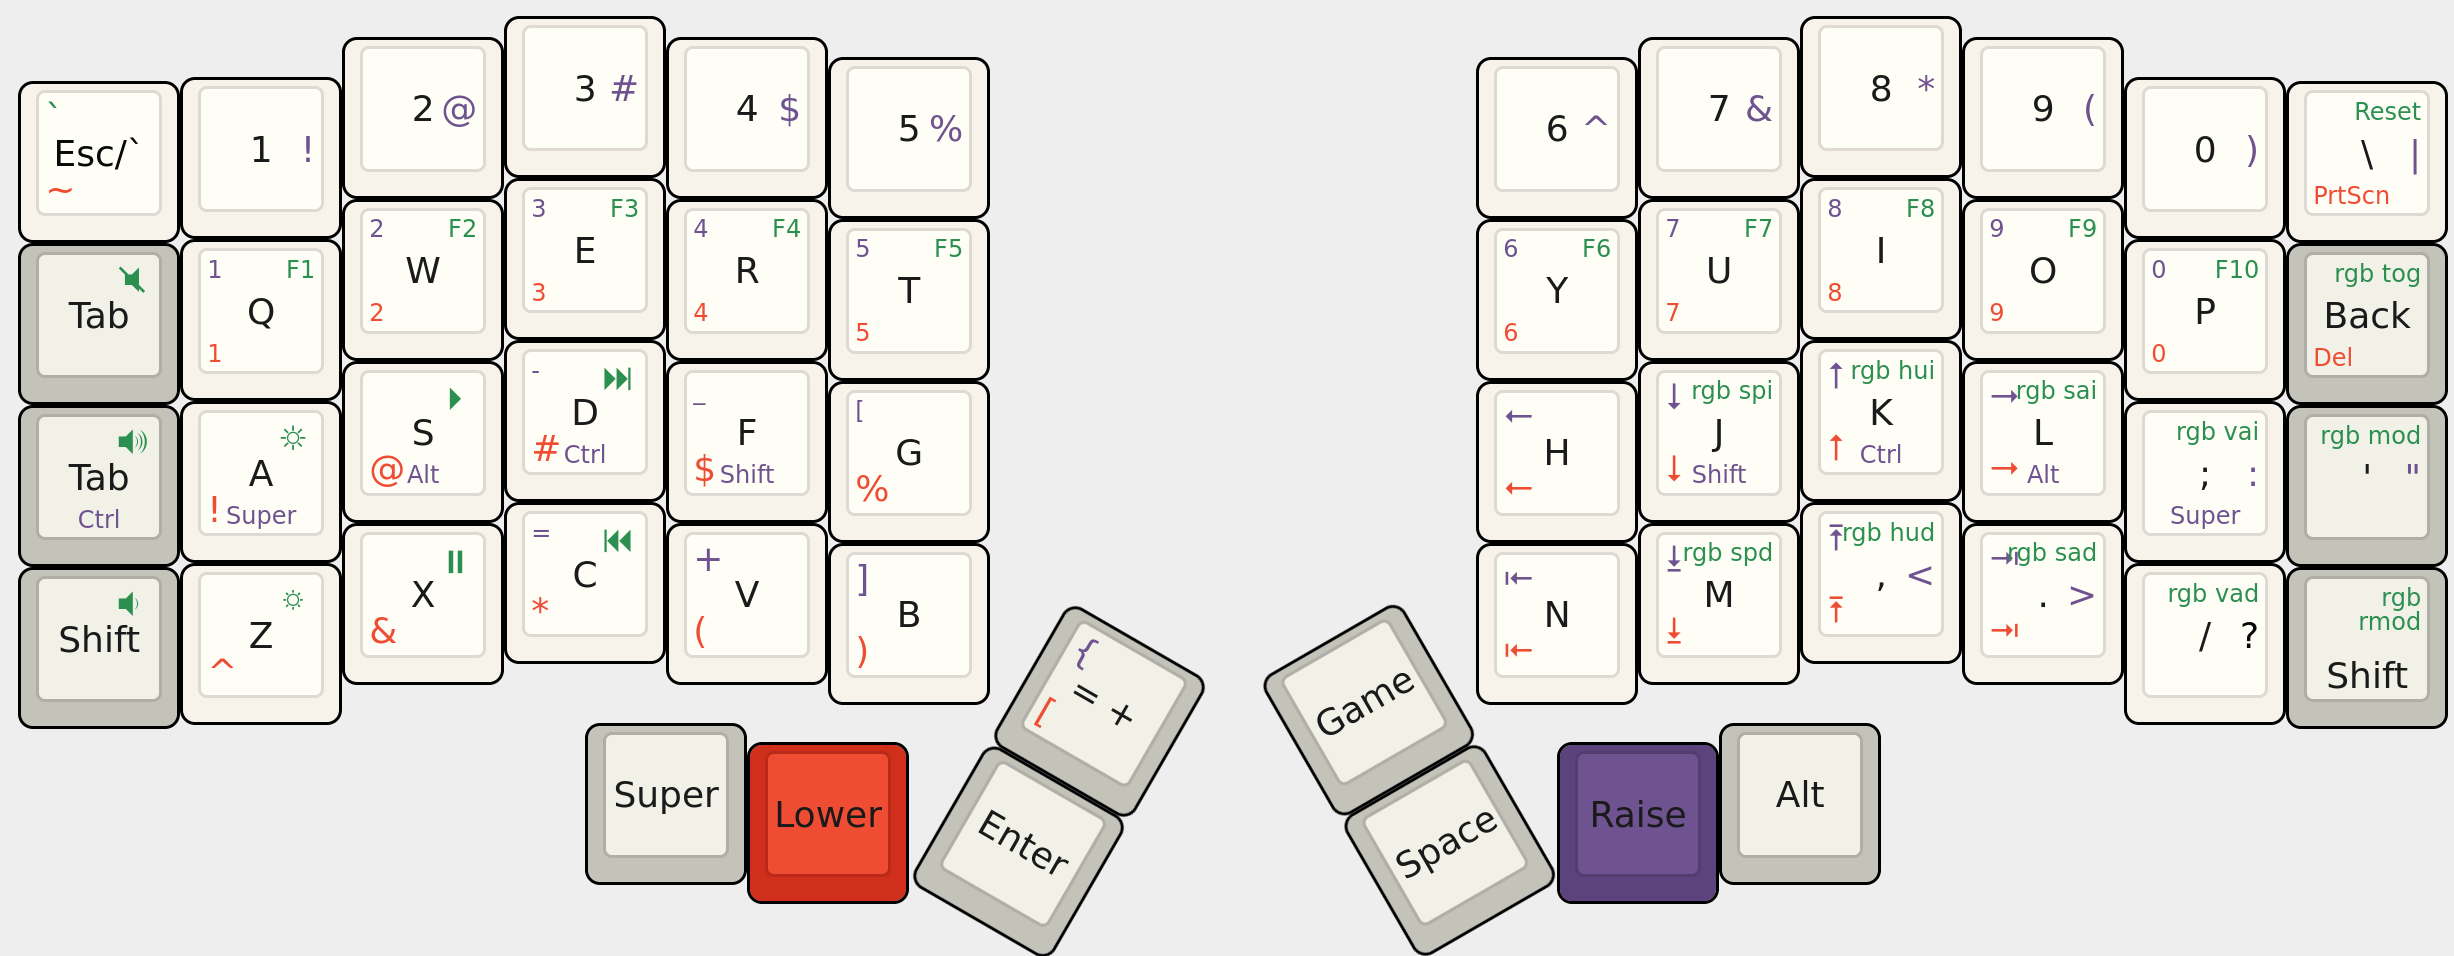 `
Esc/`
~
1 !
2 @
3 #
4 $
5 %
6 ^
7 &
8 *
9 (
0 )
Reset
\ |
PrtScn
Tab
1 F1
Q
1
2 F2
W
2
3 F3
E
3
4 F4
R
4
5 F5
T
5
6 F6
Y
6
7 F7
U
7
8 F8
I
8
9 F9
O
9
0 F10
P
0
rgb tog
Back
Del
Tab
Ctrl
A
! Super
S
@ Alt
-
D
# Ctrl
_
F
$ Shift
[
G
%
←
H
←
↓ rgb spi
J
↓ Shift
↑ rgb hui
K
↑ Ctrl
→ rgb sai
L
→ Alt
rgb vai
; :
Super
rgb mod
' "
Shift
Z
^
X
&
=
C
*
+
V
(
]
B
)
⇤
N
⇤
⤓ rgb spd
M
⤓
⤒ rgb hud
, <
⤒
⇥ rgb sad
. >
⇥
rgb vad
/ ?
rgb
rmod
Shift
Super
Lower
{
= +
[
Enter
Game
Space
Raise
Alt